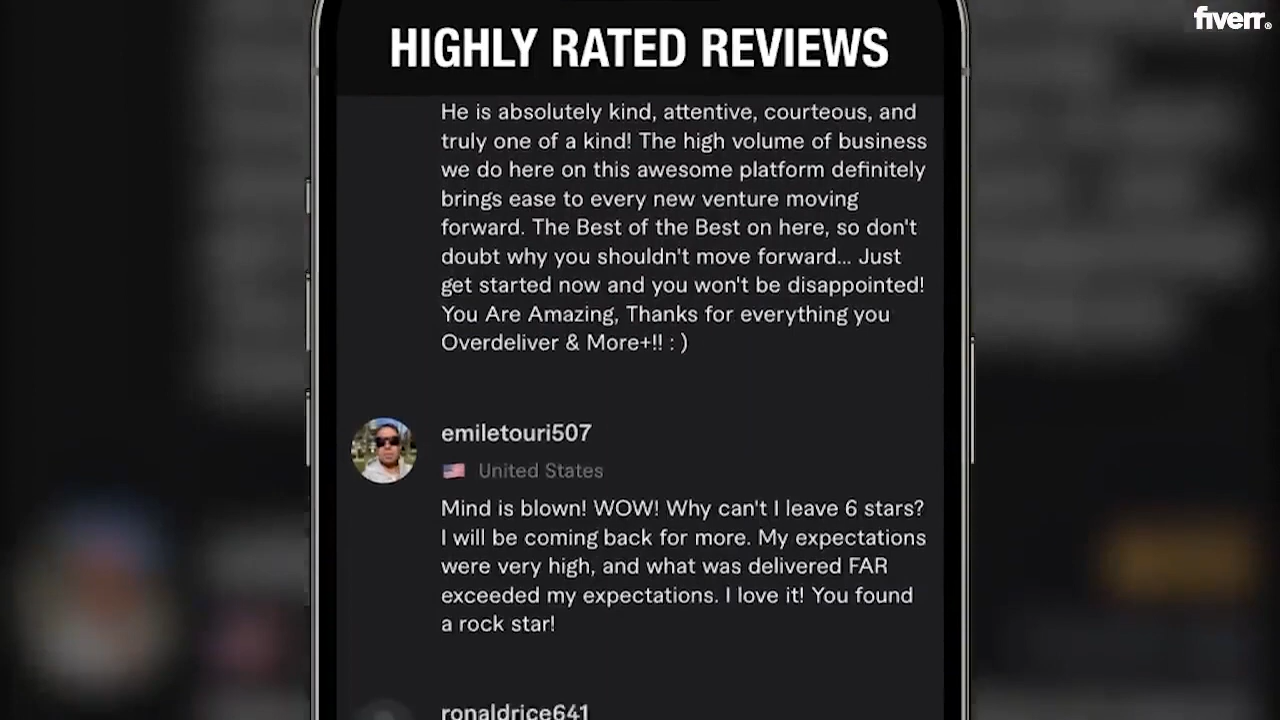 fiverr.
HIGHLY RATED REVIEWS
He is absolutely kind, attentive, courteous, and
truly one of a kind! The high volume of business
we do here on this awesome platform definitely
brings ease to every new venture moving
forward. The Best of the Best on here, so don't
doubt why you shouldn't move forward... Just
get started now and you won't be disappointed!
You Are Amazing, Thanks for everything you
Overdeliver & More+!! : )
emiletouri507
United States
Mind is blown! WOW! Why can't I leave 6 stars?
I will be coming back for more. My expectations
were very high, and what was delivered FAR
exceeded my expectations. I love it! You found
a rock star!
ronaldrice641